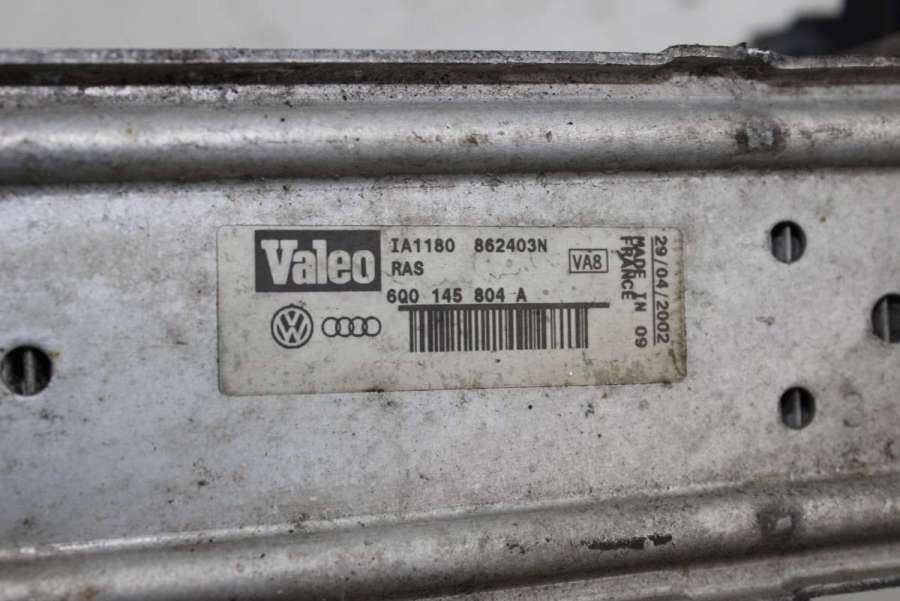 Valeo
IA1180 862403N
RAS
VA8
6Q0 145 804 A
29/04/2002
MADE IN 09
FRANCE